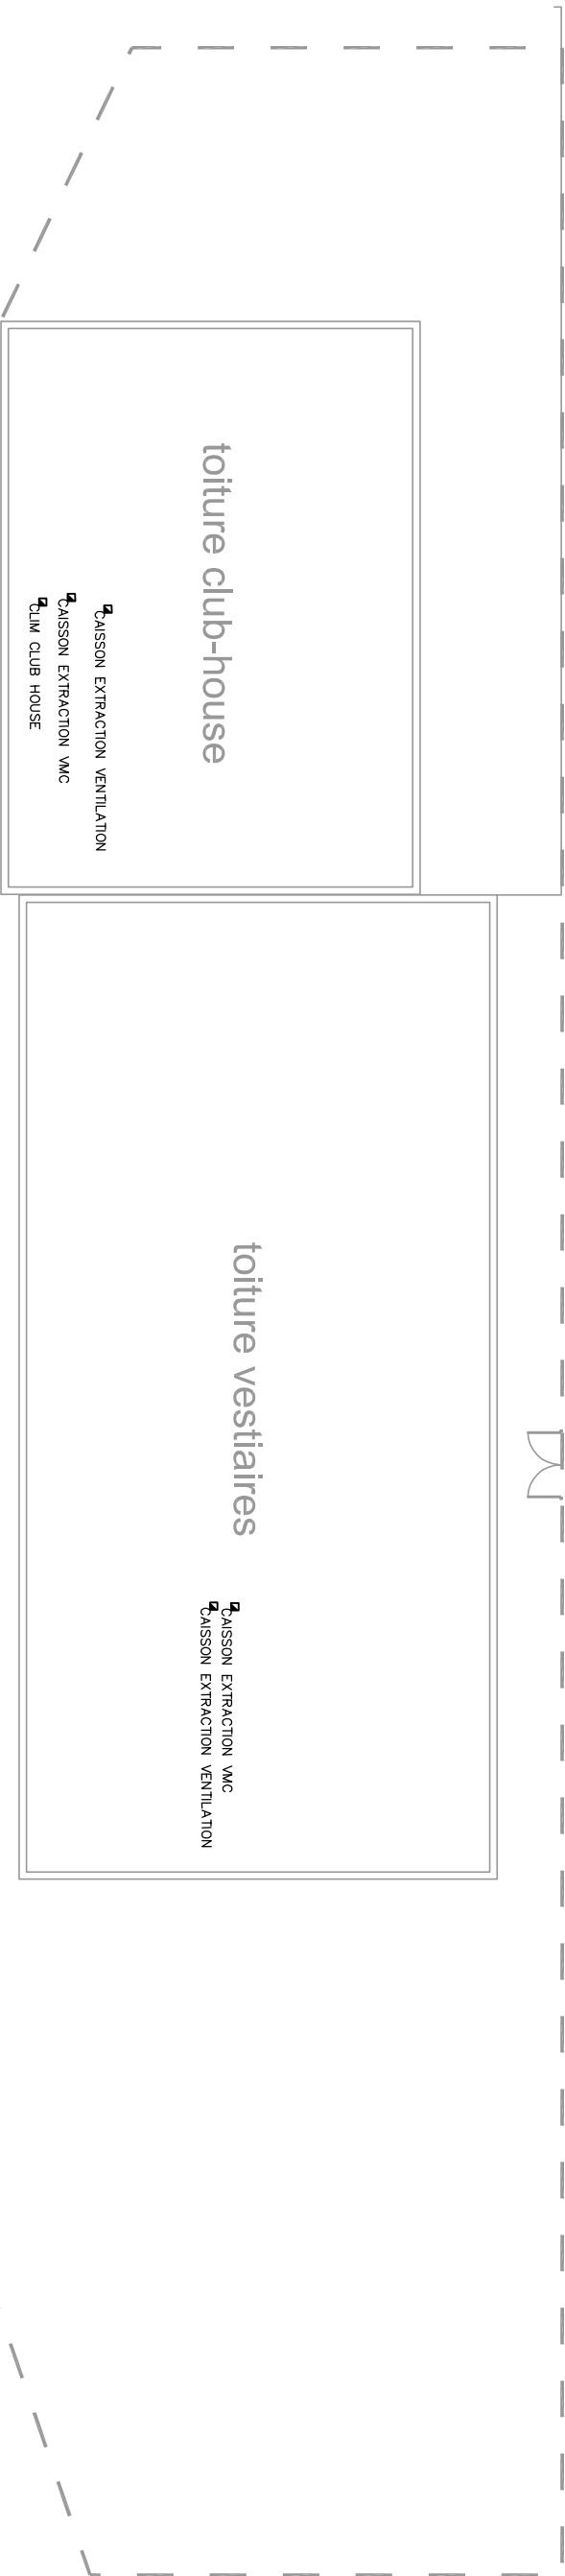 toiture club-house
CAISSON EXTRACTION VENTILATION
CAISSON EXTRACTION VMC
CLIM CLUB HOUSE
toiture vestiaires
CAISSON EXTRACTION VMC
CAISSON EXTRACTION VENTILATION